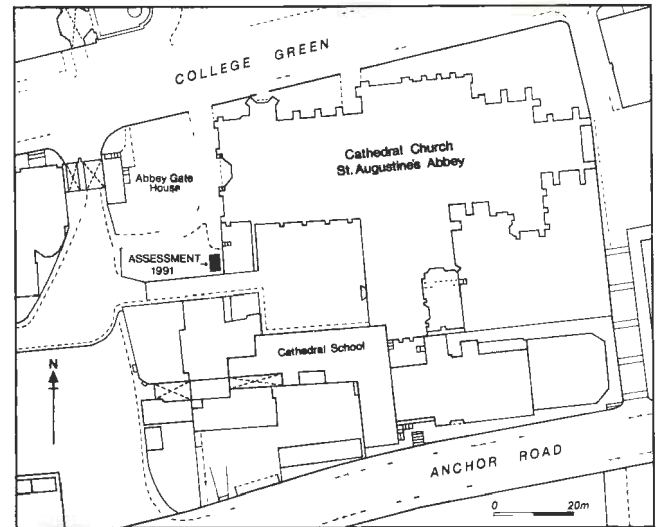 COLLEGE GREEN
Cathedral Church
St. Augustine's Abbey
Abbey Gate
House
ASSESSMENT
1991
Cathedral School
N
ANCHOR ROAD
0 20m